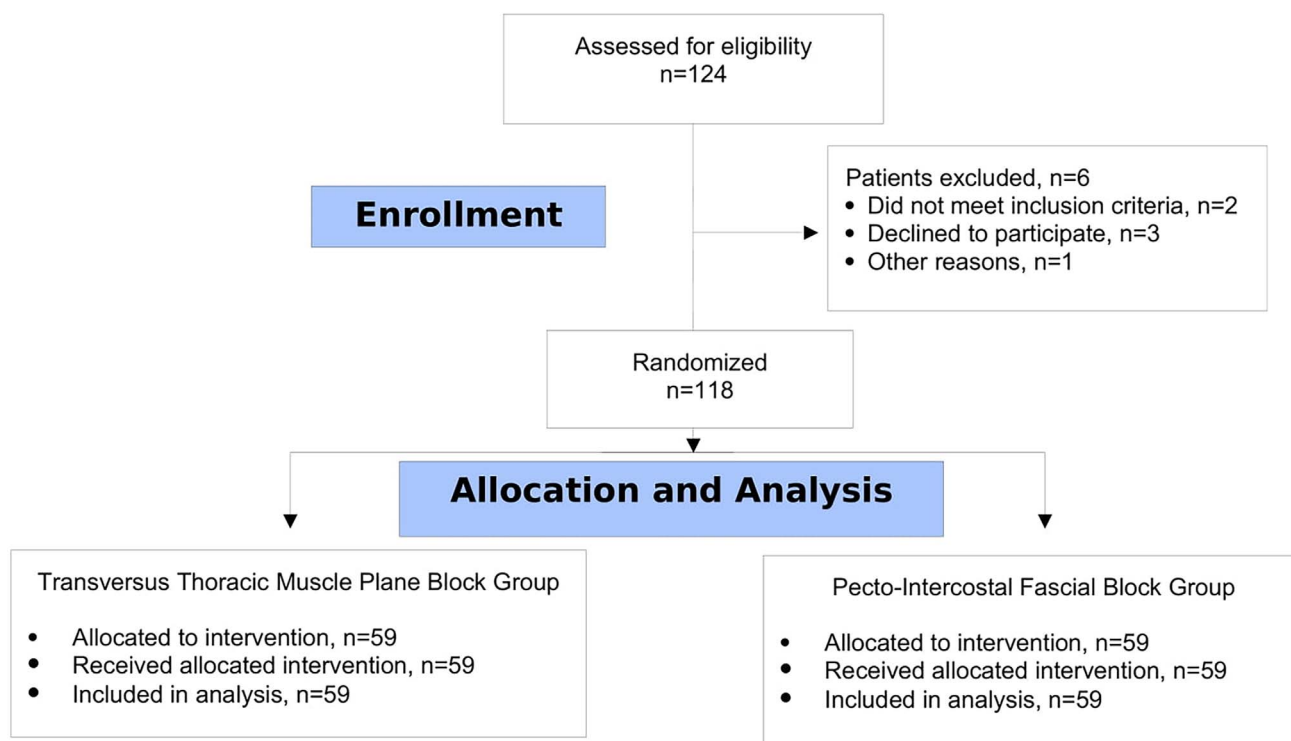 Assessed for eligibility
n=124
Enrollment
Patients excluded, n=6
• Did not meet inclusion criteria, n=2
• Declined to participate, n=3
• Other reasons, n=1
Randomized
n=118
Allocation and Analysis
Transversus Thoracic Muscle Plane Block Group
• Allocated to intervention, n=59
• Received allocated intervention, n=59
• Included in analysis, n=59
Pecto-Intercostal Fascial Block Group
• Allocated to intervention, n=59
• Received allocated intervention, n=59
• Included in analysis, n=59